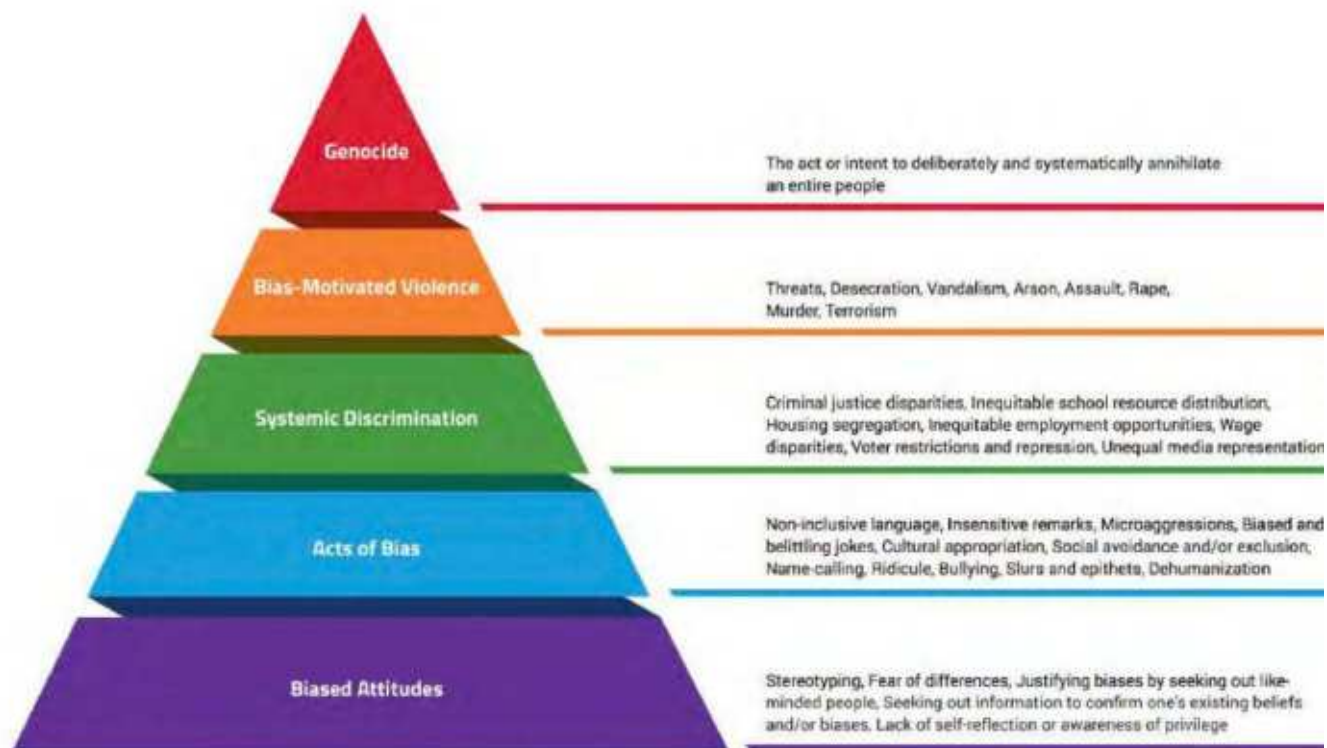 Genocide
The act or intent to deliberately and systematically annihilate
an entire people
Bias-Motivated Violence
Threats, Desecration, Vandalism, Arson, Assault, Rape,
Murder, Terrorism
Systemic Discrimination
Criminal justice disparities, Inequitable school resource distribution,
Housing segregation, Inequitable employment opportunities, Wage
disparities, Voter restrictions and repression, Unequal media representation
Acts of Bias
Non-inclusive language, Insensitive remarks, Microaggressions, Biased and
belittling jokes, Cultural appropriation, Social avoidance and/or exclusion,
Name-calling, Ridicule, Bullying, Slurs and epithets, Dehumanization
Biased Attitudes
Stereotyping, Fear of differences, Justifying biases by seeking out like-
minded people, Seeking out information to confirm one's existing beliefs
and/or biases, Lack of self-reflection or awareness of privilege